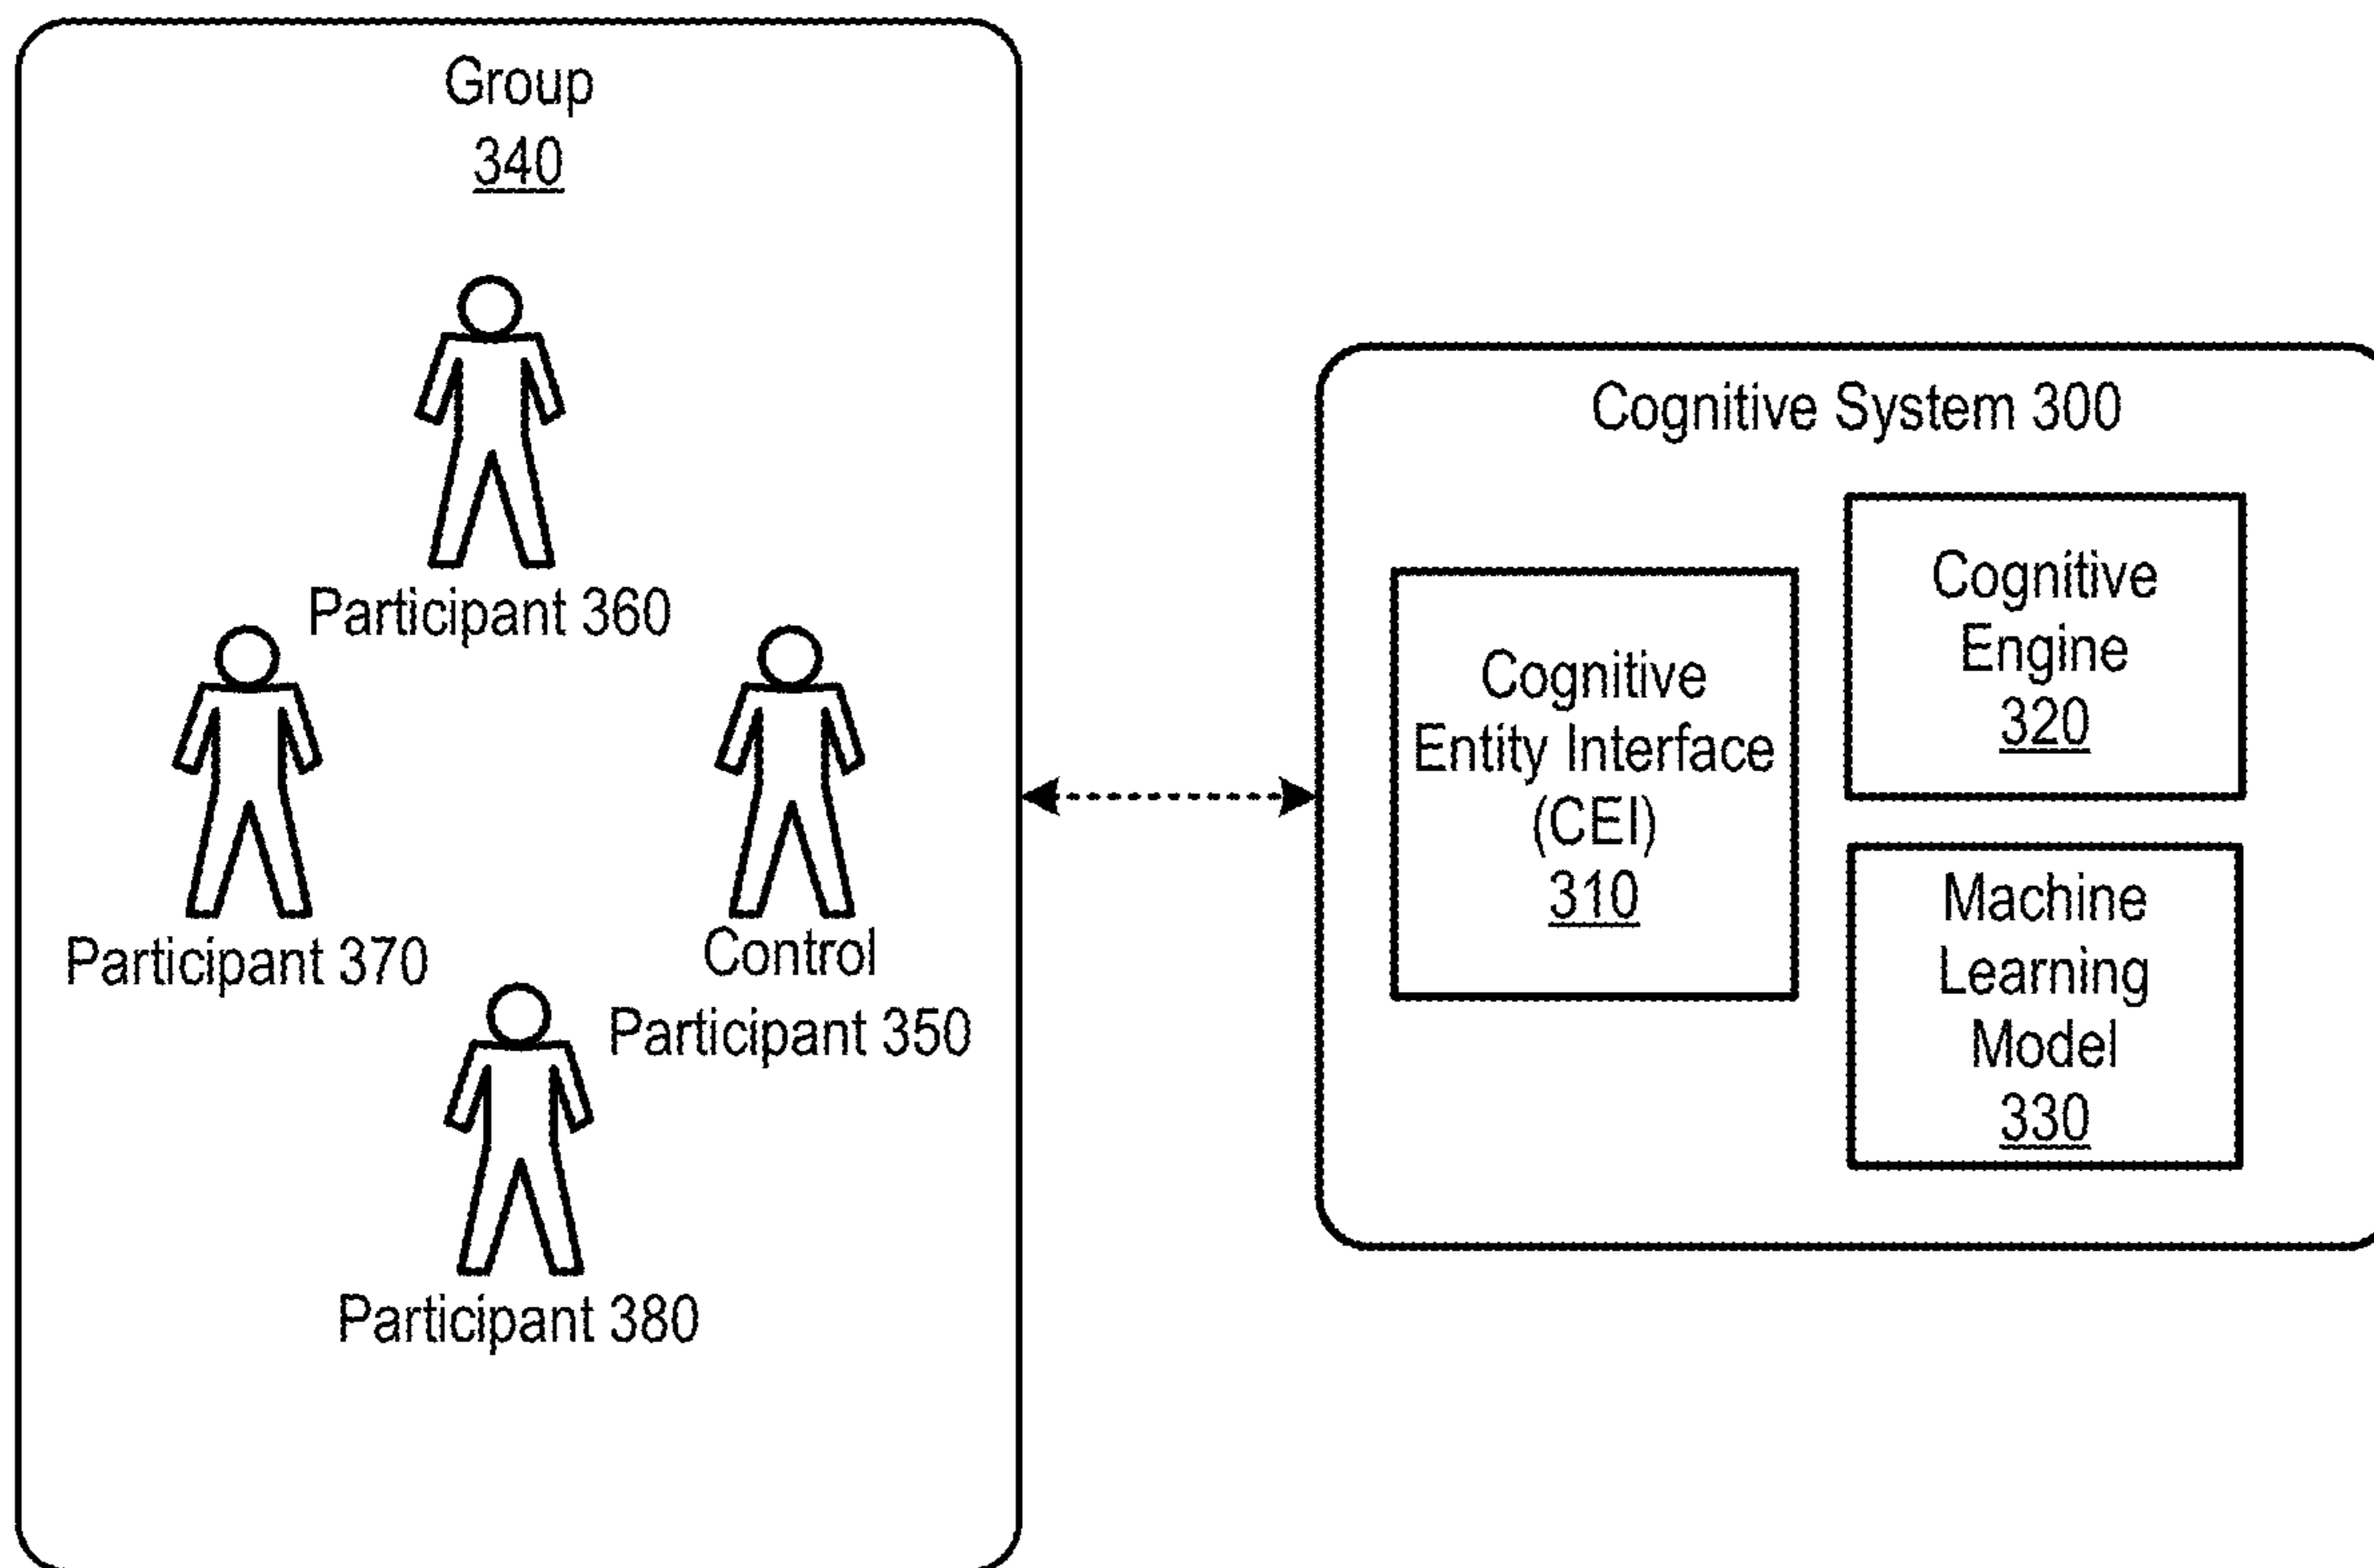 Group
340
Participant 360
Participant 370
Control
Participant 350
Participant 380
Cognitive System 300
Cognitive
Entity Interface
(CEI)
310
Cognitive
Engine
320
Machine
Learning
Model
330